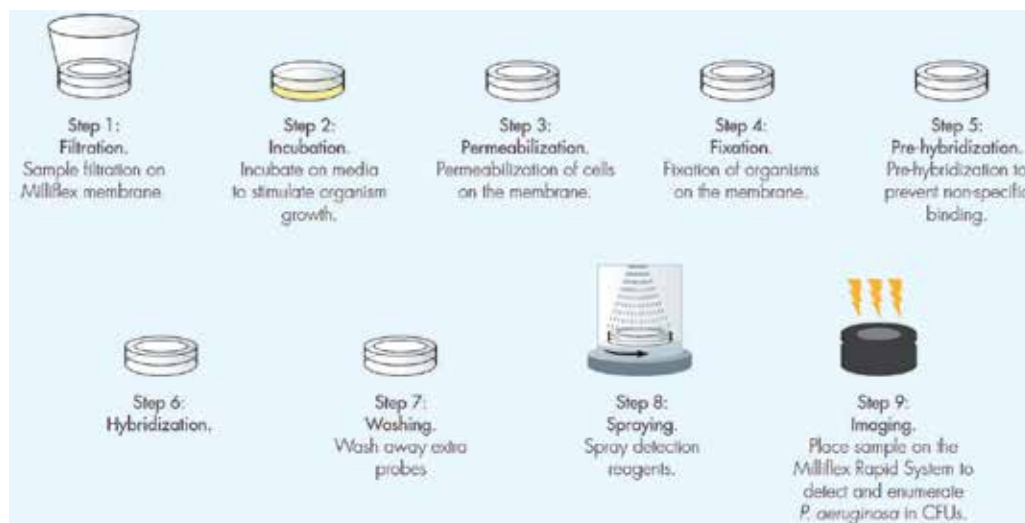 Step 1:
Filtration.
Sample filtration on
Milliflex membrane.
Step 2:
Incubation.
Incubate on media
to stimulate organism
growth.
Step 3:
Permeabilization.
Permeabilization of cells
on the membrane.
Step 4:
Fixation.
Fixation of organisms
on the membrane.
Step 5:
Pre-hybridization.
Pre-hybridization to
prevent non-specific
binding.
Step 6:
Hybridization.
Step 7:
Washing.
Wash away extra
probes
Step 8:
Spraying.
Spray detection
reagents.
Step 9:
Imaging.
Place sample on the
Milliflex Rapid System to
detect and enumerate
P. aeruginosa in CFUs.